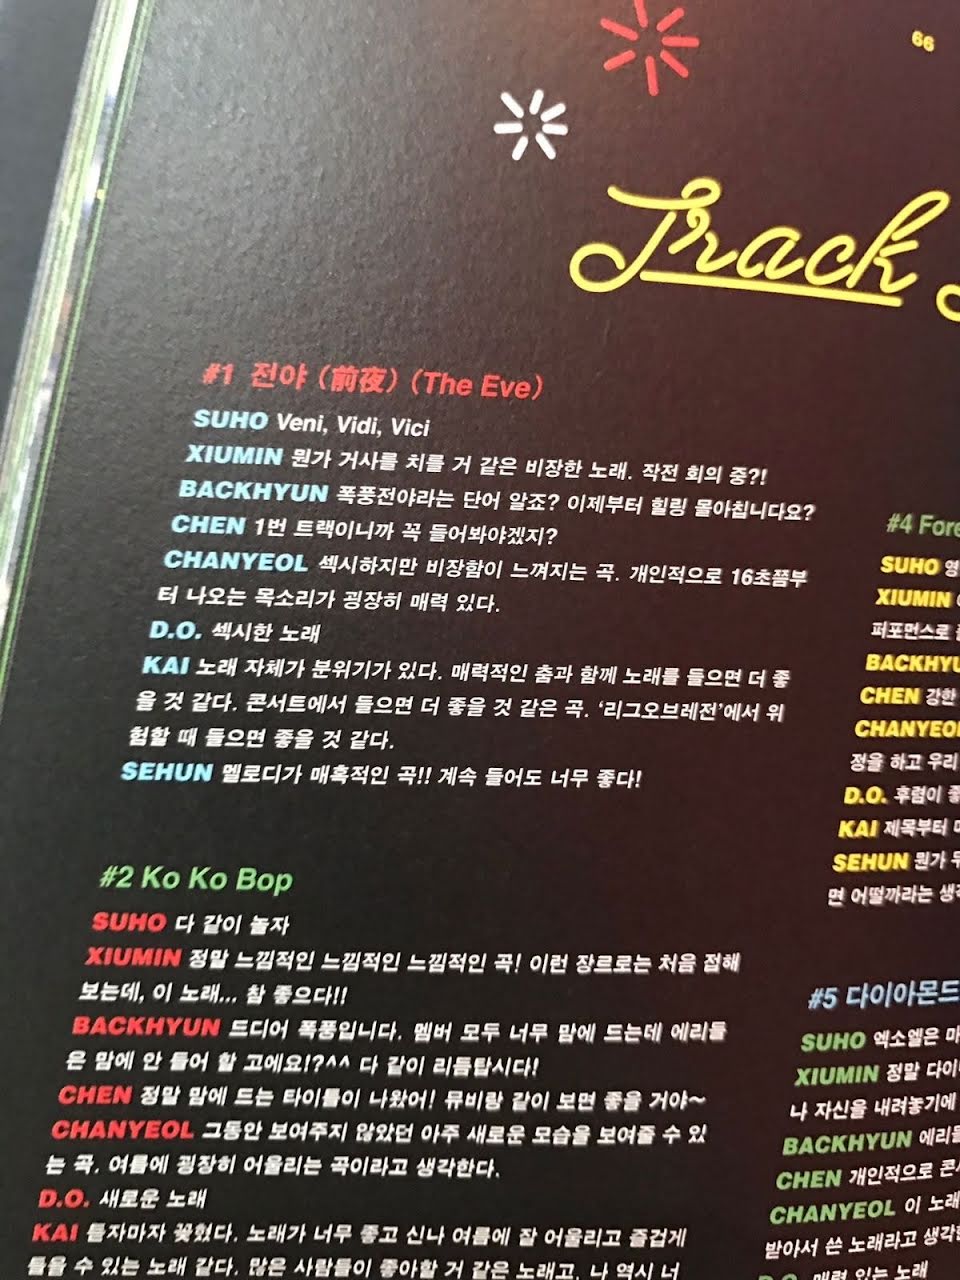 66
Track
#1 전야 (前夜) (The Eve)
SUHO Veni, Vidi, Vici
XIUMIN 뭔가 거사를 치를 거 같은 비장한 노래. 작전 회의 중?!
BACKHYUN 폭풍전야라는 단어 알죠? 이제부터 힐링 몰아칩니다요?
CHEN 1번 트랙이니까 꼭 들어봐야겠지?
CHANYEOL 섹시하지만 비장함이 느껴지는 곡. 개인적으로 16초쯤부
터 나오는 목소리가 굉장히 매력 있다.
D.O. 섹시한 노래
KAI 노래 자체가 분위기가 있다. 매력적인 춤과 함께 노래를 들으면 더 좋
을 것 같다. 콘서트에서 들으면 더 좋을 것 같은 곡. ‘리그오브레전’에서 위
험할 때 들으면 좋을 것 같다.
SEHUN 멜로디가 매혹적인 곡!! 계속 들어도 너무 좋다!
#2 Ko Ko Bop
SUHO 다 같이 놀자
XIUMIN 정말 느낌적인 느낌적인 느낌적인 곡! 이런 장르로는 처음 접해
보는데, 이 노래... 참 좋으다!!
BACKHYUN 드디어 폭풍입니다. 멤버 모두 너무 맘에 드는데 에리들
은 맘에 안 들어 할 고에요!?^^ 다 같이 리듬탑시다!
CHEN 정말 맘에 드는 타이틀이 나왔어! 뮤비랑 같이 보면 좋을 거야~
CHANYEOL 그동안 보여주지 않았던 아주 새로운 모습을 보여줄 수 있
는 곡. 여름에 굉장히 어울리는 곡이라고 생각한다.
D.O. 새로운 노래
KAI 듣자마자 꽂혔다. 노래가 너무 좋고 신나 여름에 잘 어울리고 즐겁게
들을 수 있는 노래 같다. 많은 사람들이 좋아할 거 같은 노래고, 나 역시 너
#4 Fore
SUHO 영
XIUMIN
퍼포먼스로
BACKHYU
CHEN 강한
CHANYEOL
정을 하고 우리
D.O. 후렴이 좋
KAI 제목부터
SEHUN 뭔가
면 어떨까라는 생각
#5 다이아몬드
SUHO 엑소엘은
XIUMIN 정말 다이
나 자신을 내려놓기에
BACKHYUN 에리들
CHEN 개인적으로 콘
CHANYEOL 이 노래
받아서 쓴 노래라고 생각한
D.O. 매력 있는 노래